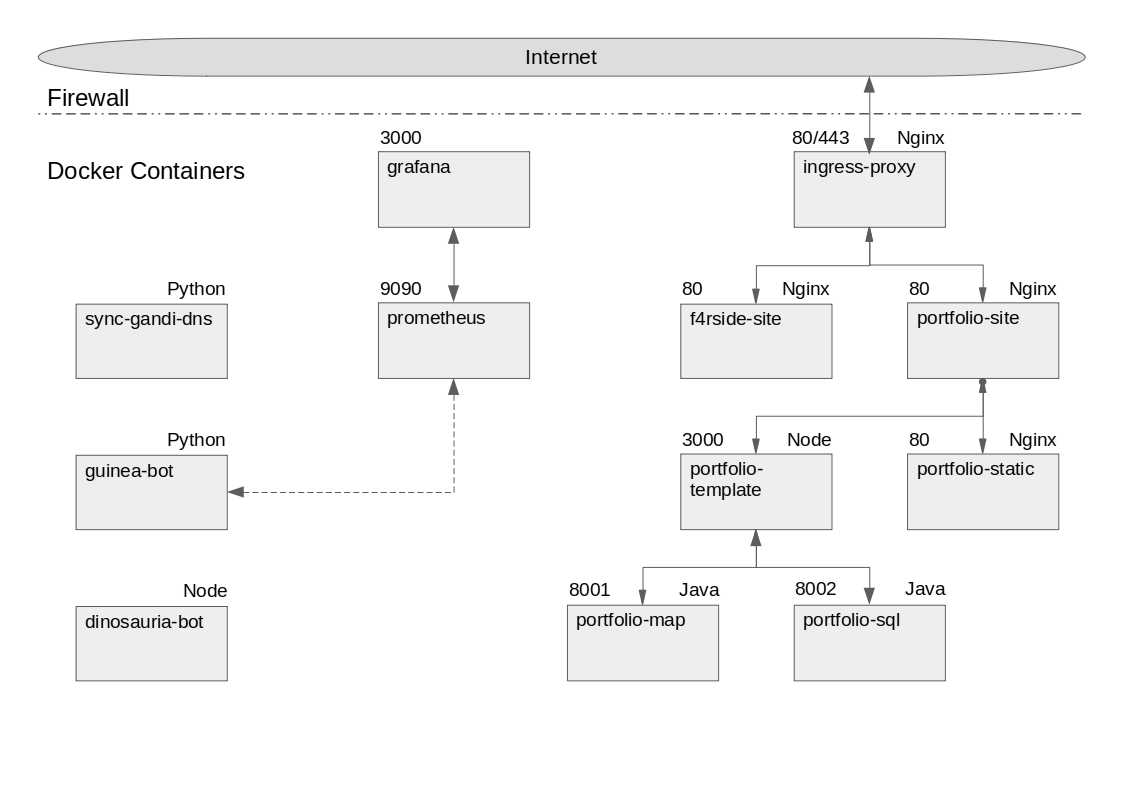 Internet
Firewall
3000
80/443 Nginx
Docker Containers
grafana
ingress-proxy
Python
9090
80 Nginx
80 Nginx
sync-gandi-dns
prometheus
f4rside-site
portfolio-site
Python
3000 Node
80 Nginx
guinea-bot
portfolio-
template
portfolio-static
Node
8001 Java
8002 Java
dinosauria-bot
portfolio-map
portfolio-sql